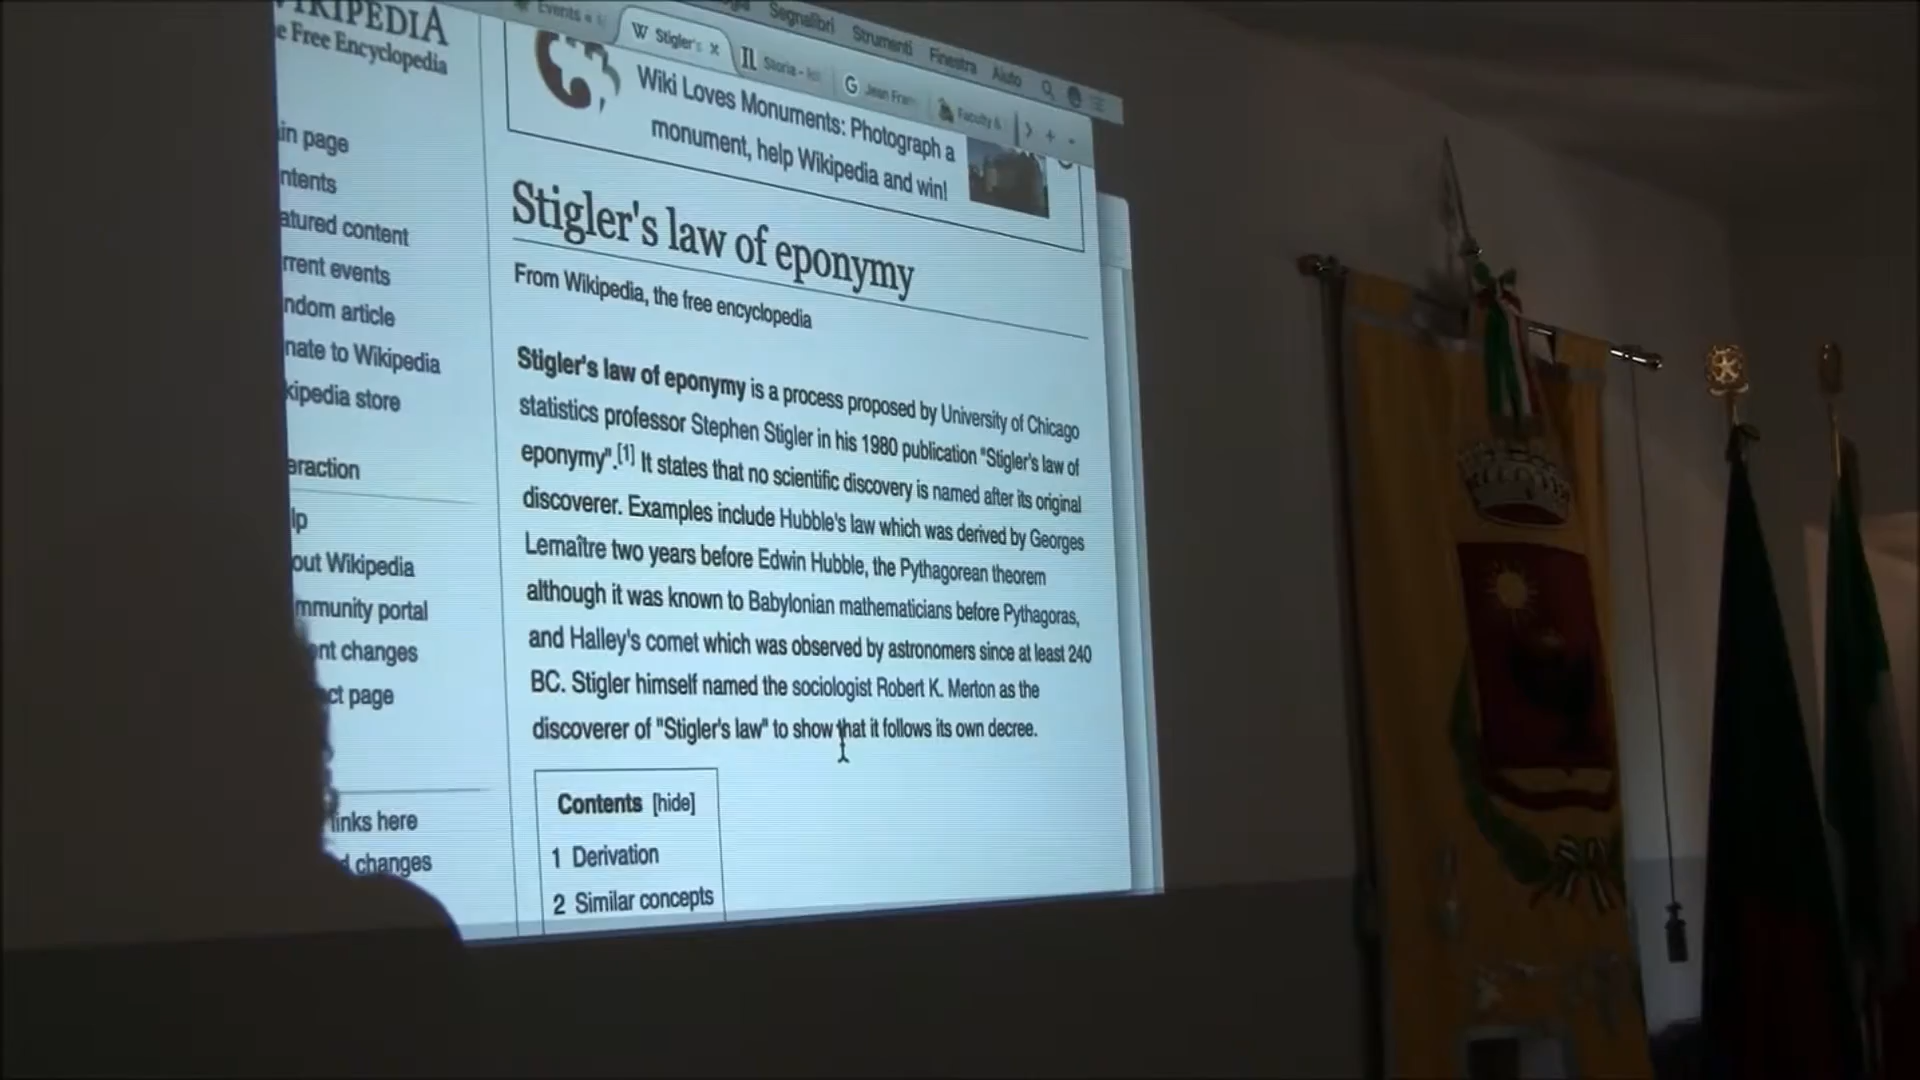 WIKIPEDIA
e Free Encyclopedia
in page
ntents
atured content
rrent events
ndom article
nate to Wikipedia
kipedia store
eraction
lp
out Wikipedia
mmunity portal
ent changes
ct page
links here
changes
Segnalibri Strumenti Finestra Aiuto
Events
W Stigler's × Storia - G Jean Fran Faculty &
Wiki Loves Monuments: Photograph a
monument, help Wikipedia and win!
Stigler's law of eponymy
From Wikipedia, the free encyclopedia
Stigler's law of eponymy is a process proposed by University of Chicago
statistics professor Stephen Stigler in his 1980 publication "Stigler's law of
eponymy".[1] It states that no scientific discovery is named after its original
discoverer. Examples include Hubble's law which was derived by Georges
Lemaître two years before Edwin Hubble, the Pythagorean theorem
although it was known to Babylonian mathematicians before Pythagoras,
and Halley's comet which was observed by astronomers since at least 240
BC. Stigler himself named the sociologist Robert K. Merton as the
discoverer of "Stigler's law" to show that it follows its own decree.
Contents [hide]
1 Derivation
2 Similar concepts